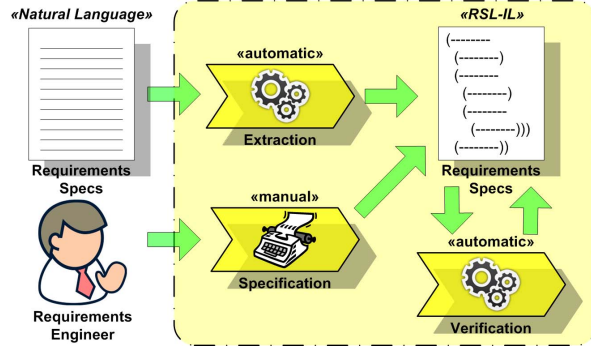 «Natural Language»
«RSL-IL»
«automatic»
(--------
(--------)
(--------
(--------)
(--------
(--------)))
(--------))
Extraction
Requirements
Specs
Requirements
Specs
«manual»
Specification
«automatic»
Verification
Requirements
Engineer